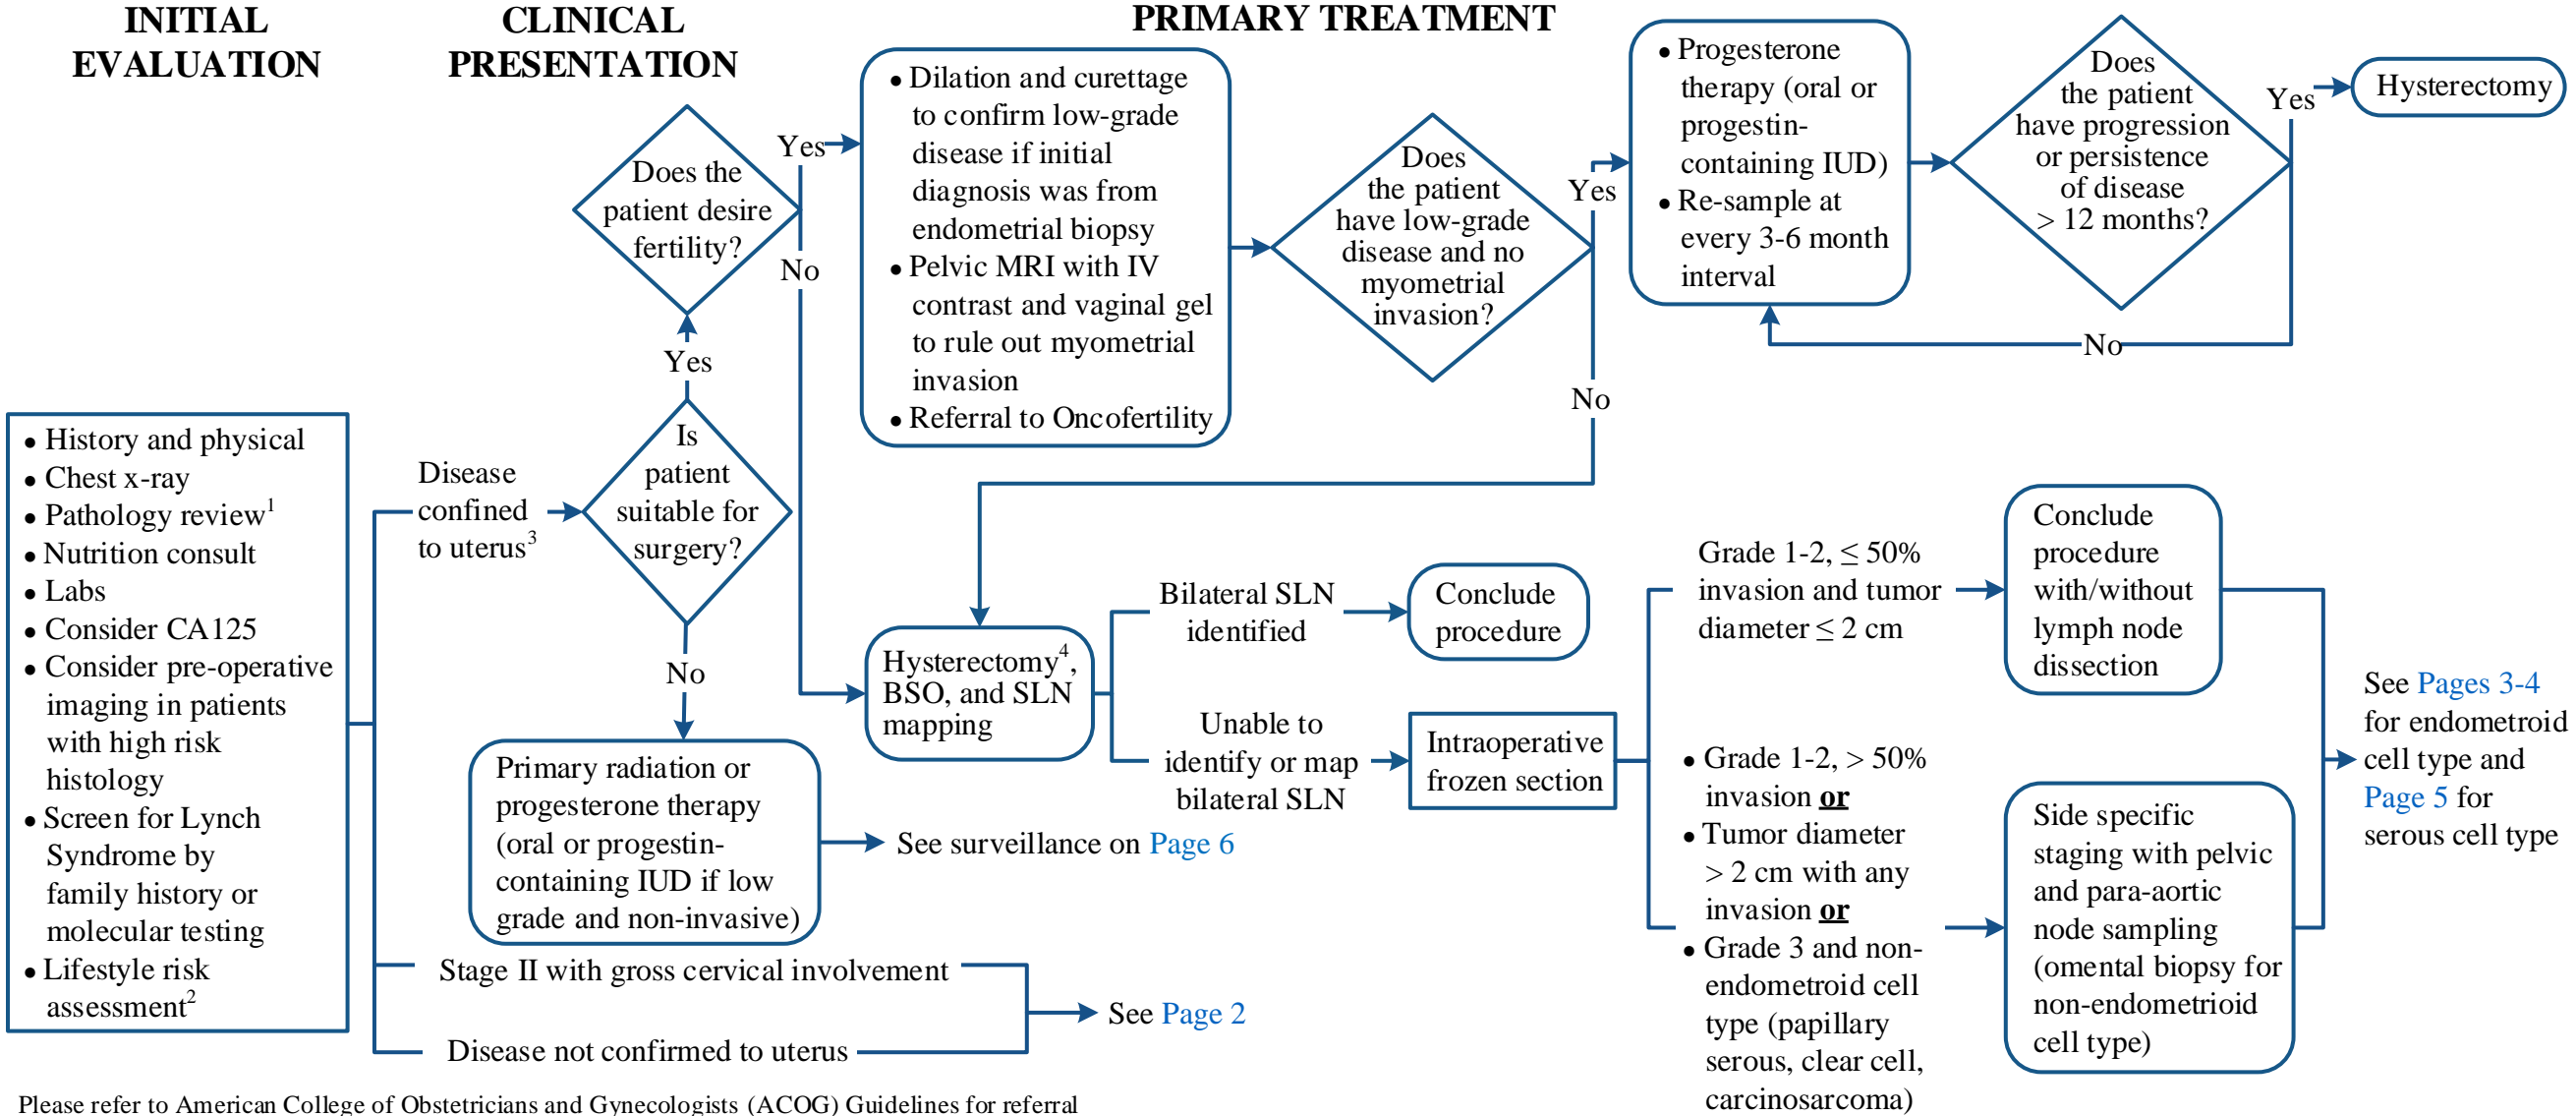 INITIAL
EVALUATION
CLINICAL
PRESENTATION
PRIMARY TREATMENT
• History and physical
• Chest x-ray
• Pathology review1
• Nutrition consult
• Labs
• Consider CA125
• Consider pre-operative
imaging in patients
with high risk
histology
• Screen for Lynch
Syndrome by
family history or
molecular testing
• Lifestyle risk
assessment2
Disease
confined
to uterus3
Is
patient
suitable for
surgery?
Yes
No
Does the
patient desire
fertility?
Yes
No
• Dilation and curettage
to confirm low-grade
disease if initial
diagnosis was from
endometrial biopsy
• Pelvic MRI with IV
contrast and vaginal gel
to rule out myometrial
invasion
• Referral to Oncofertility
Does
the patient
have low-grade
disease and no
myometrial
invasion?
Yes
No
• Progesterone
therapy (oral or
progestin-
containing IUD)
• Re-sample at
every 3-6 month
interval
Does
the patient
have progression
or persistence
of disease
> 12 months?
Yes
No
Hysterectomy
Primary radiation or
progesterone therapy
(oral or progestin-
containing IUD if low
grade and non-invasive)
See surveillance on Page 6
Hysterectomy4,
BSO, and SLN
mapping
Bilateral SLN
identified
Conclude
procedure
Unable to
identify or map
bilateral SLN
Intraoperative
frozen section
Grade 1-2, ≤ 50%
invasion and tumor
diameter ≤ 2 cm
Conclude
procedure
with/without
lymph node
dissection
• Grade 1-2, > 50%
invasion or
• Tumor diameter
> 2 cm with any
invasion or
• Grade 3 and non-
endometroid cell
type (papillary
serous, clear cell,
carcinosarcoma)
Side specific
staging with pelvic
and para-aortic
node sampling
(omental biopsy for
non-endometrioid
cell type)
See Pages 3-4
for endometroid
cell type and
Page 5 for
serous cell type
Stage II with gross cervical involvement
Disease not confirmed to uterus
See Page 2
Please refer to American College of Obstetricians and Gynecologists (ACOG) Guidelines for referral